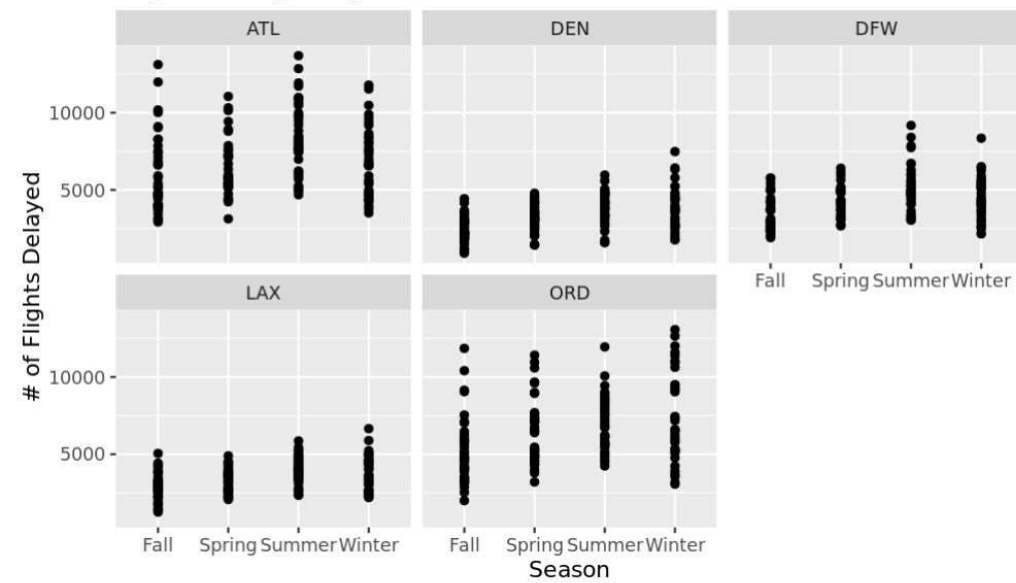 ATL DEN DFW
10000
5000
Fall Spring Summer Winter
LAX ORD
10000
5000
Fall Spring Summer Winter Fall Spring Summer Winter
# of Flights Delayed
Season